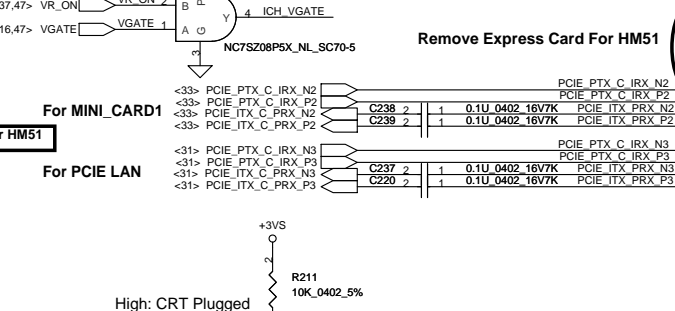 37,47> VR_ON VR_ON 2 B P
Y 4 ICH_VGATE
16,47> VGATE VGATE 1 A G
3 NC7SZ08P5X_NL_SC70-5
Remove Express Card For HM51
<33> PCIE_PTX_C_IRX_N2 PCIE_PTX_C_IRX_N2
<33> PCIE_PTX_C_IRX_P2 PCIE_PTX_C_IRX_P2
For MINI_CARD1
<33> PCIE_ITX_C_PRX_N2 C238 2 1 0.1U_0402_16V7K PCIE_ITX_PRX_N2
<33> PCIE_ITX_C_PRX_P2 C239 2 1 0.1U_0402_16V7K PCIE_ITX_PRX_P2
r HM51
<31> PCIE_PTX_C_IRX_N3 PCIE_PTX_C_IRX_N3
<31> PCIE_PTX_C_IRX_P3 PCIE_PTX_C_IRX_P3
For PCIE LAN
<31> PCIE_ITX_C_PRX_N3 C237 2 1 0.1U_0402_16V7K PCIE_ITX_PRX_N3
<31> PCIE_ITX_C_PRX_P3 C220 2 1 0.1U_0402_16V7K PCIE_ITX_PRX_P3
+3VS
2
R211
10K_0402_5%
High: CRT Plugged